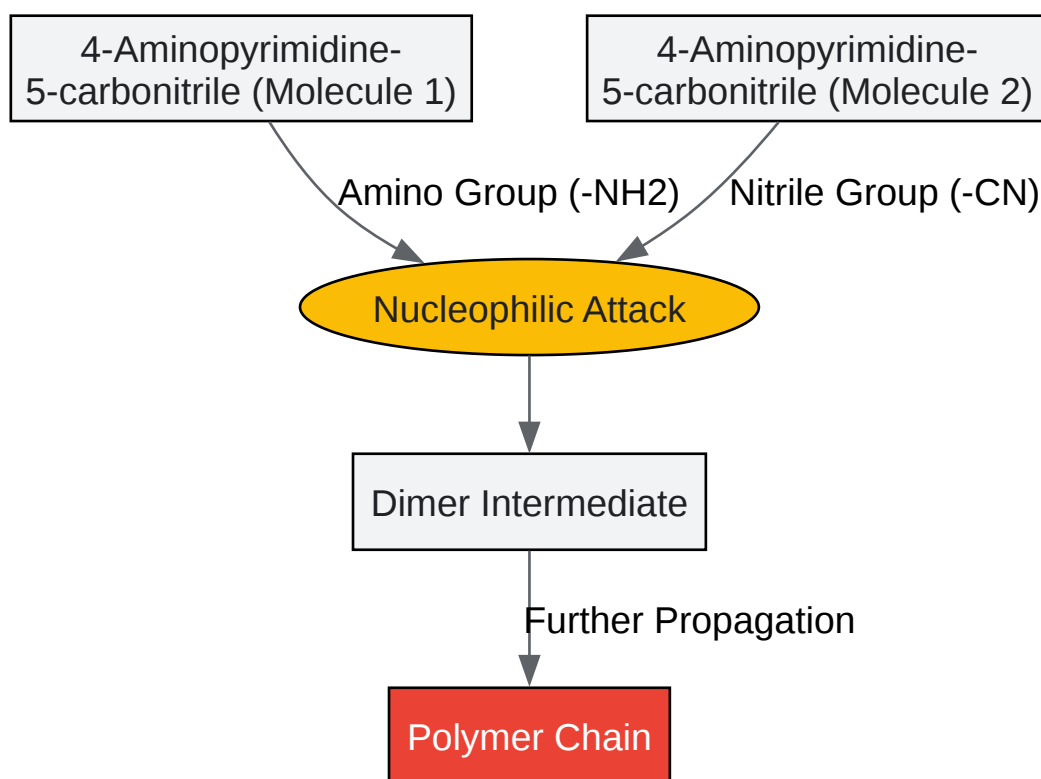 4-Aminopyrimidine-
5-carbonitrile (Molecule 1)
4-Aminopyrimidine-
5-carbonitrile (Molecule 2)
Amino Group (-NH2)
Nitrile Group (-CN)
Nucleophilic Attack
Dimer Intermediate
Further Propagation
Polymer Chain